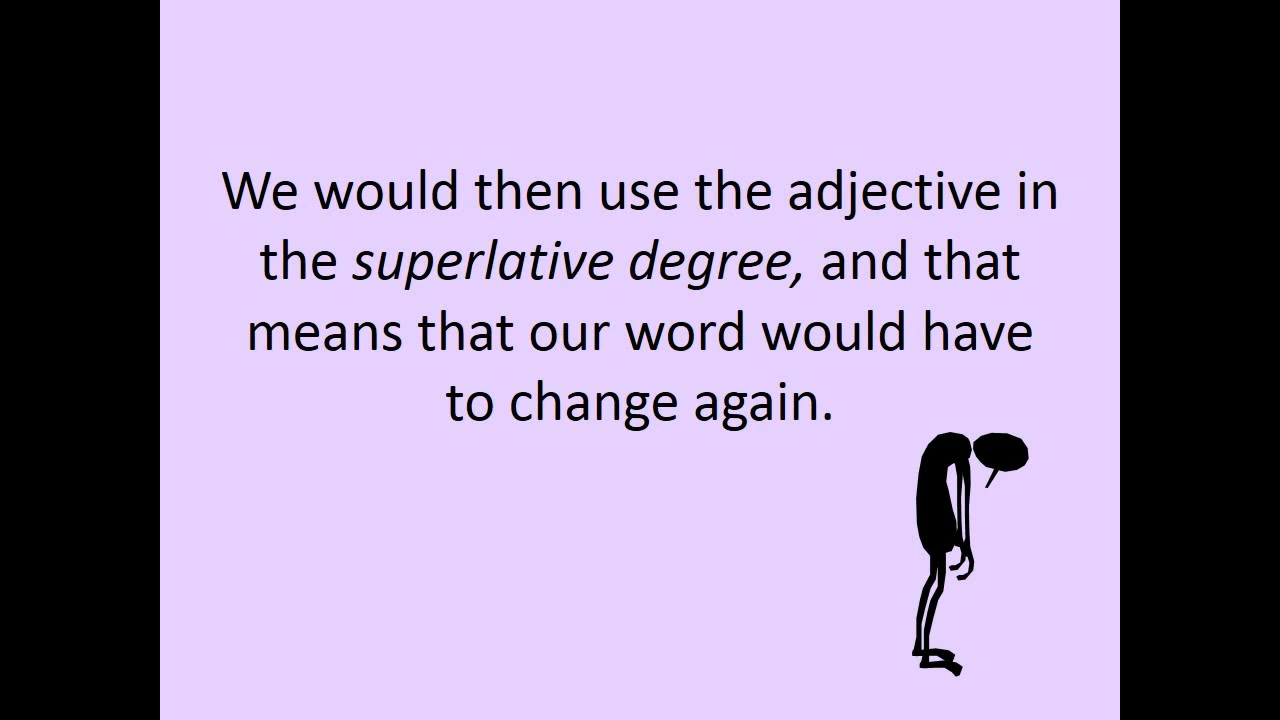 We would then use the adjective in
the superlative degree, and that
means that our word would have
to change again.